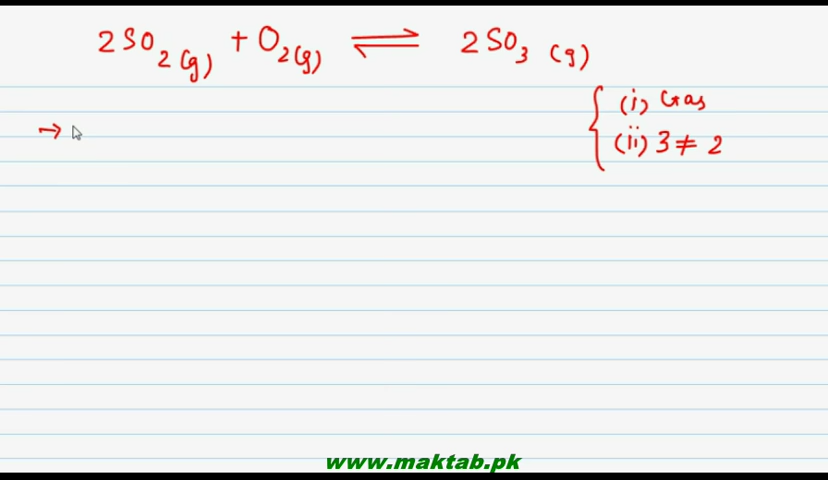 2SO₂(g) + O₂(g) ⇌ 2SO₃ (g)
(i) Gas
→ (ii) 3 ≠ 2
www.maktab.pk